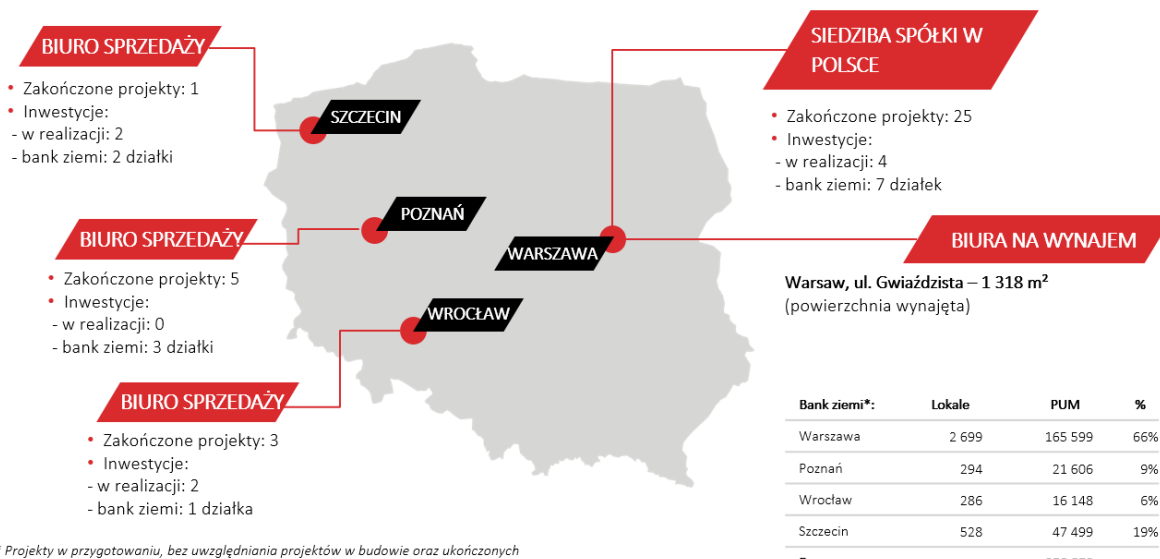 BIURO SPRZEDAŻY
• Zakończone projekty: 1
• Inwestycje:
- w realizacji: 2
- bank ziemi: 2 działki
SZCZECIN
SIEDZIBA SPÓŁKI W
POLSCE
• Zakończone projekty: 25
• Inwestycje:
- w realizacji: 4
- bank ziemi: 7 działek
BIURO SPRZEDAŻY
• Zakończone projekty: 5
• Inwestycje:
- w realizacji: 0
- bank ziemi: 3 działki
POZNAŃ
WARSZAWA
BIURA NA WYNAJEM
Warsaw, ul. Gwiaździsta – 1 318 m²
(powierzchnia wynajęta)
WROCŁAW
BIURO SPRZEDAŻY
• Zakończone projekty: 3
• Inwestycje:
- w realizacji: 2
- bank ziemi: 1 działka
Bank ziemi*: Lokale PUM %
Warszawa 2 699 165 599 66%
Poznań 294 21 606 9%
Wrocław 286 16 148 6%
Szczecin 528 47 499 19%
* Projekty w przygotowaniu, bez uwzględniania projektów w budowie oraz ukończonych